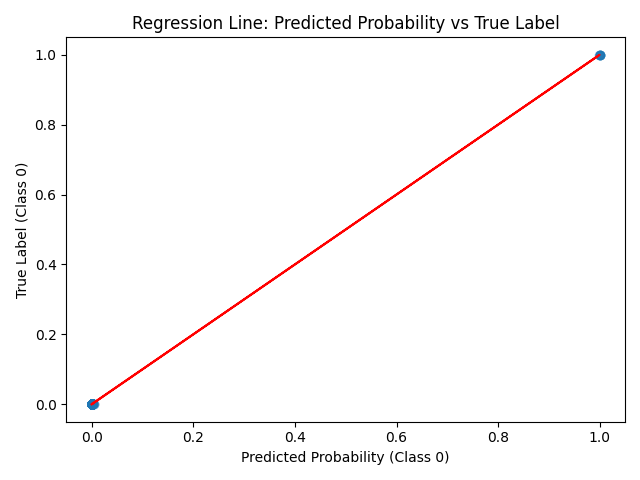 Regression Line: Predicted Probability vs True Label
True Label (Class 0)
1.0
0.8
0.6
0.4
0.2
0.0
0.0 0.2 0.4 0.6 0.8 1.0
Predicted Probability (Class 0)